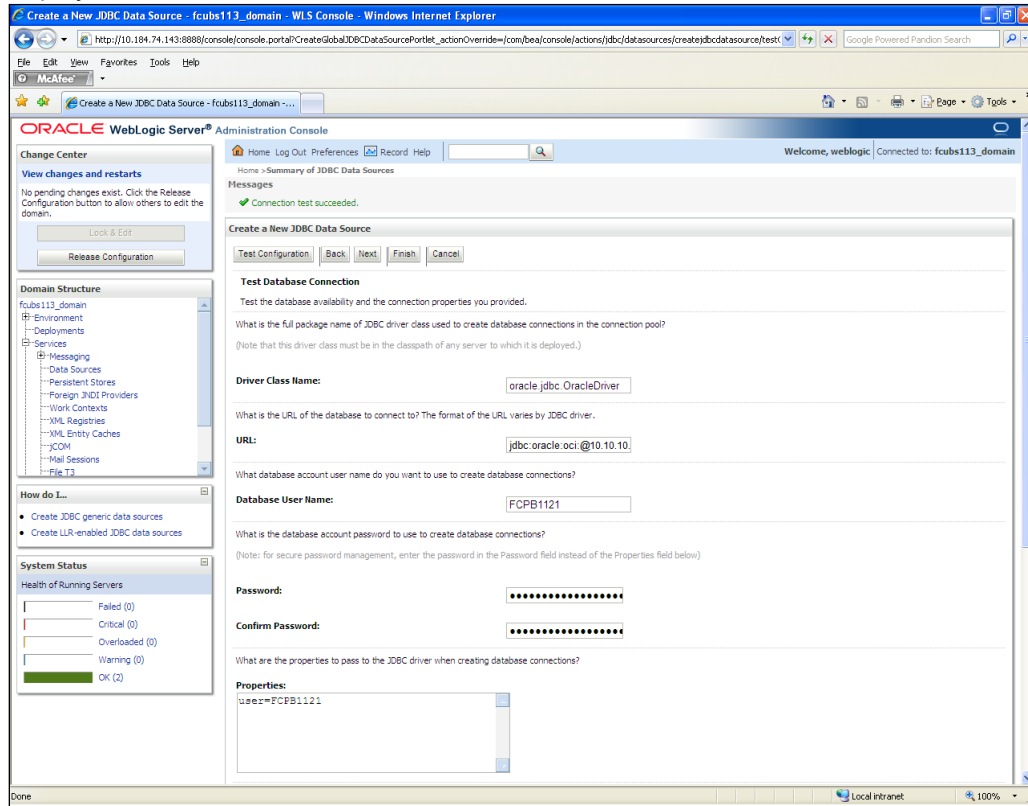 Create a New JDBC Data Source - fcubs113_domain - WLS Console - Windows Internet Explorer
http://10.184.74.143:8888/console/console.portal?CreateGlobalJDBCDataSourcePortlet_actionOverride=/com/bea/console/actions/jdbc/datasources/createjdbcdatasource/test(
Google Powered Pandion Search
File Edit View Favorites Tools Help
McAfee
Create a New JDBC Data Source - fcubs113_domain -...
Page Tools
ORACLE WebLogic Server® Administration Console
Change Center
View changes and restarts
No pending changes exist. Click the Release
Configuration button to allow others to edit the
domain.
Lock & Edit
Release Configuration
Domain Structure
fcubs113_domain
Environment
Deployments
Services
Messaging
Data Sources
Persistent Stores
Foreign JNDI Providers
Work Contexts
XML Registries
XML Entity Caches
jCOM
Mail Sessions
File T3
How do I...
Create JDBC generic data sources
Create LLR-enabled JDBC data sources
System Status
Health of Running Servers
Failed (0)
Critical (0)
Overloaded (0)
Warning (0)
OK (2)
Home Log Out Preferences Record Help
Welcome, weblogic Connected to: fcubs113_domain
Home >Summary of JDBC Data Sources
Messages
Connection test succeeded.
Create a New JDBC Data Source
Test Configuration Back Next Finish Cancel
Test Database Connection
Test the database availability and the connection properties you provided.
What is the full package name of JDBC driver class used to create database connections in the connection pool?
(Note that this driver class must be in the classpath of any server to which it is deployed.)
Driver Class Name: oracle.jdbc.OracleDriver
What is the URL of the database to connect to? The format of the URL varies by JDBC driver.
URL: jdbc:oracle:oci:@10.10.10.
What database account user name do you want to use to create database connections?
Database User Name: FCPB1121
What is the database account password to use to create database connections?
(Note: for secure password management, enter the password in the Password field instead of the Properties field below)
Password:
Confirm Password:
What are the properties to pass to the JDBC driver when creating database connections?
Properties:
user=FCPB1121
Done
Local intranet
100%